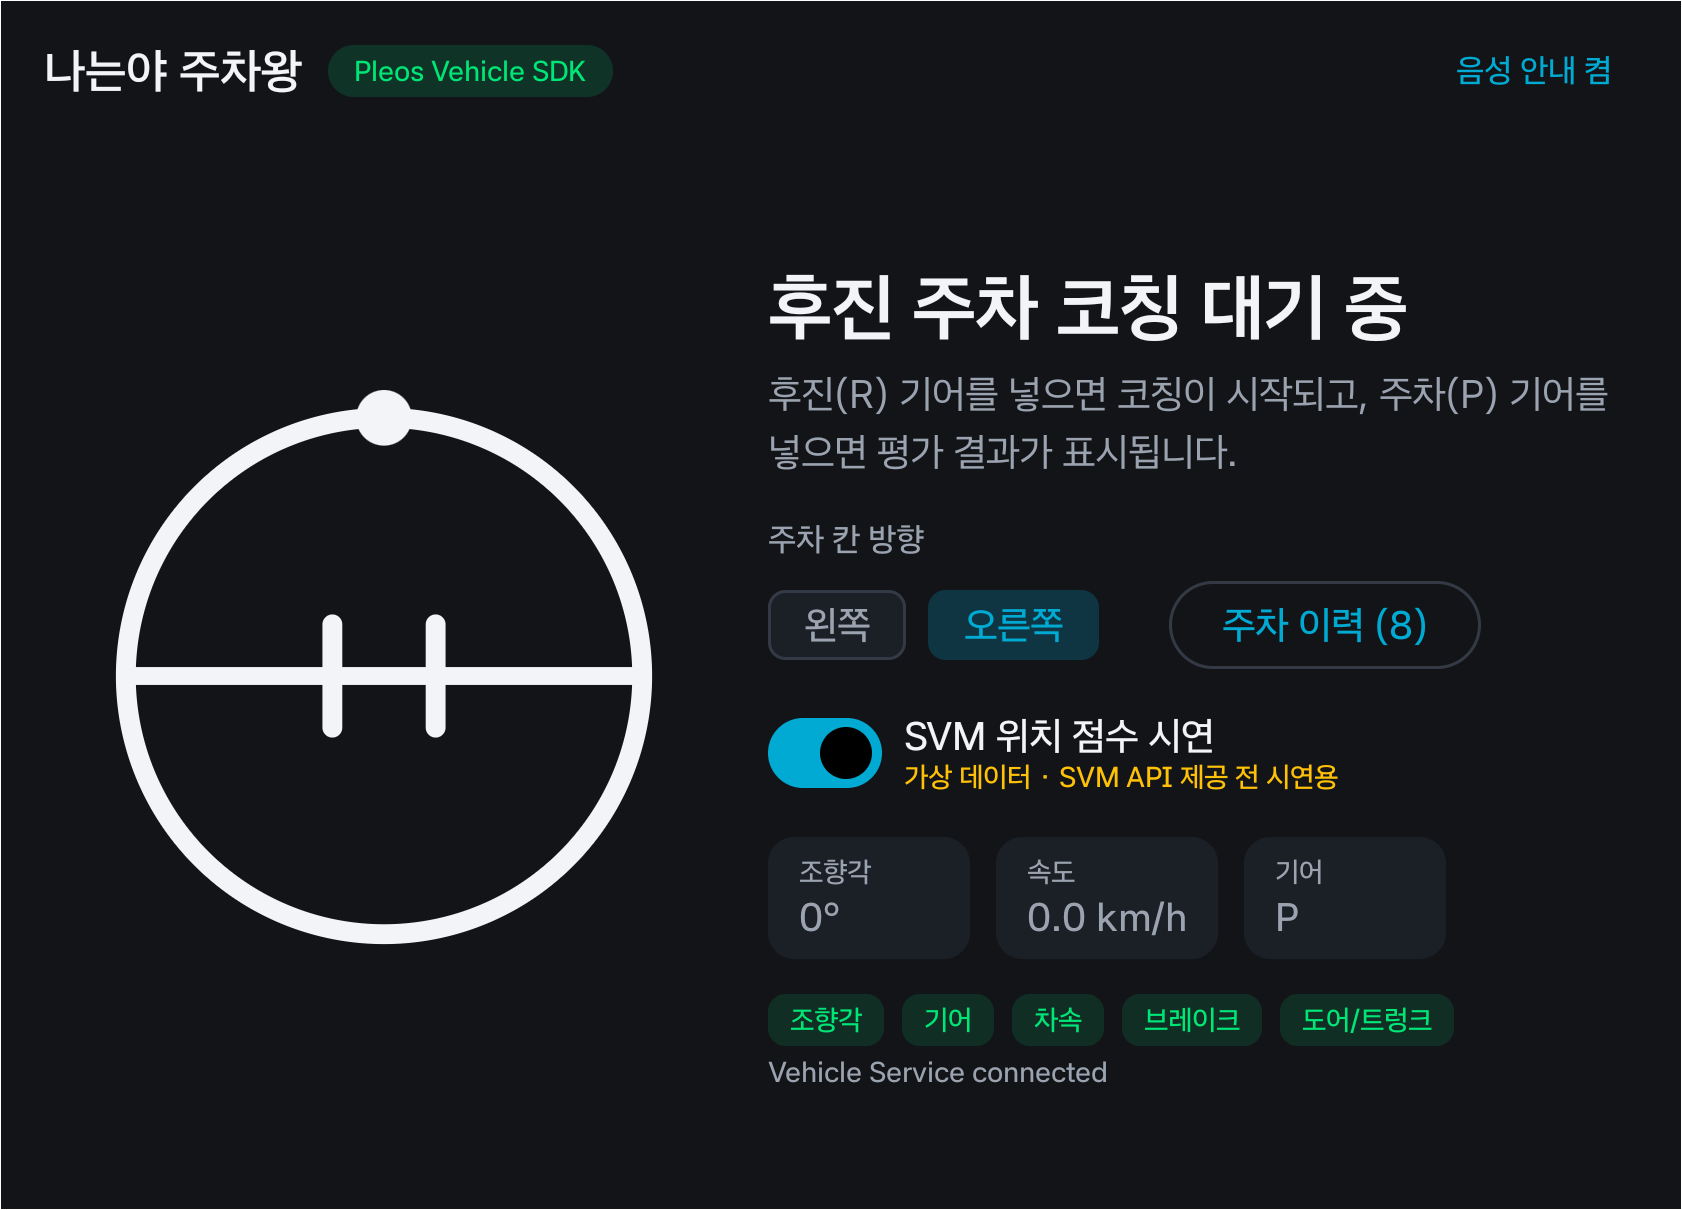 나는야 주차왕
Pleos Vehicle SDK
음성 안내 켬
후진 주차 코칭 대기 중
후진(R) 기어를 넣으면 코칭이 시작되고, 주차(P) 기어를
넣으면 평가 결과가 표시됩니다.
주차 칸 방향
왼쪽
오른쪽
주차 이력 (8)
SVM 위치 점수 시연
가상 데이터 · SVM API 제공 전 시연용
조향각
0°
속도
0.0 km/h
기어
P
조향각
기어
차속
브레이크
도어/트렁크
Vehicle Service connected